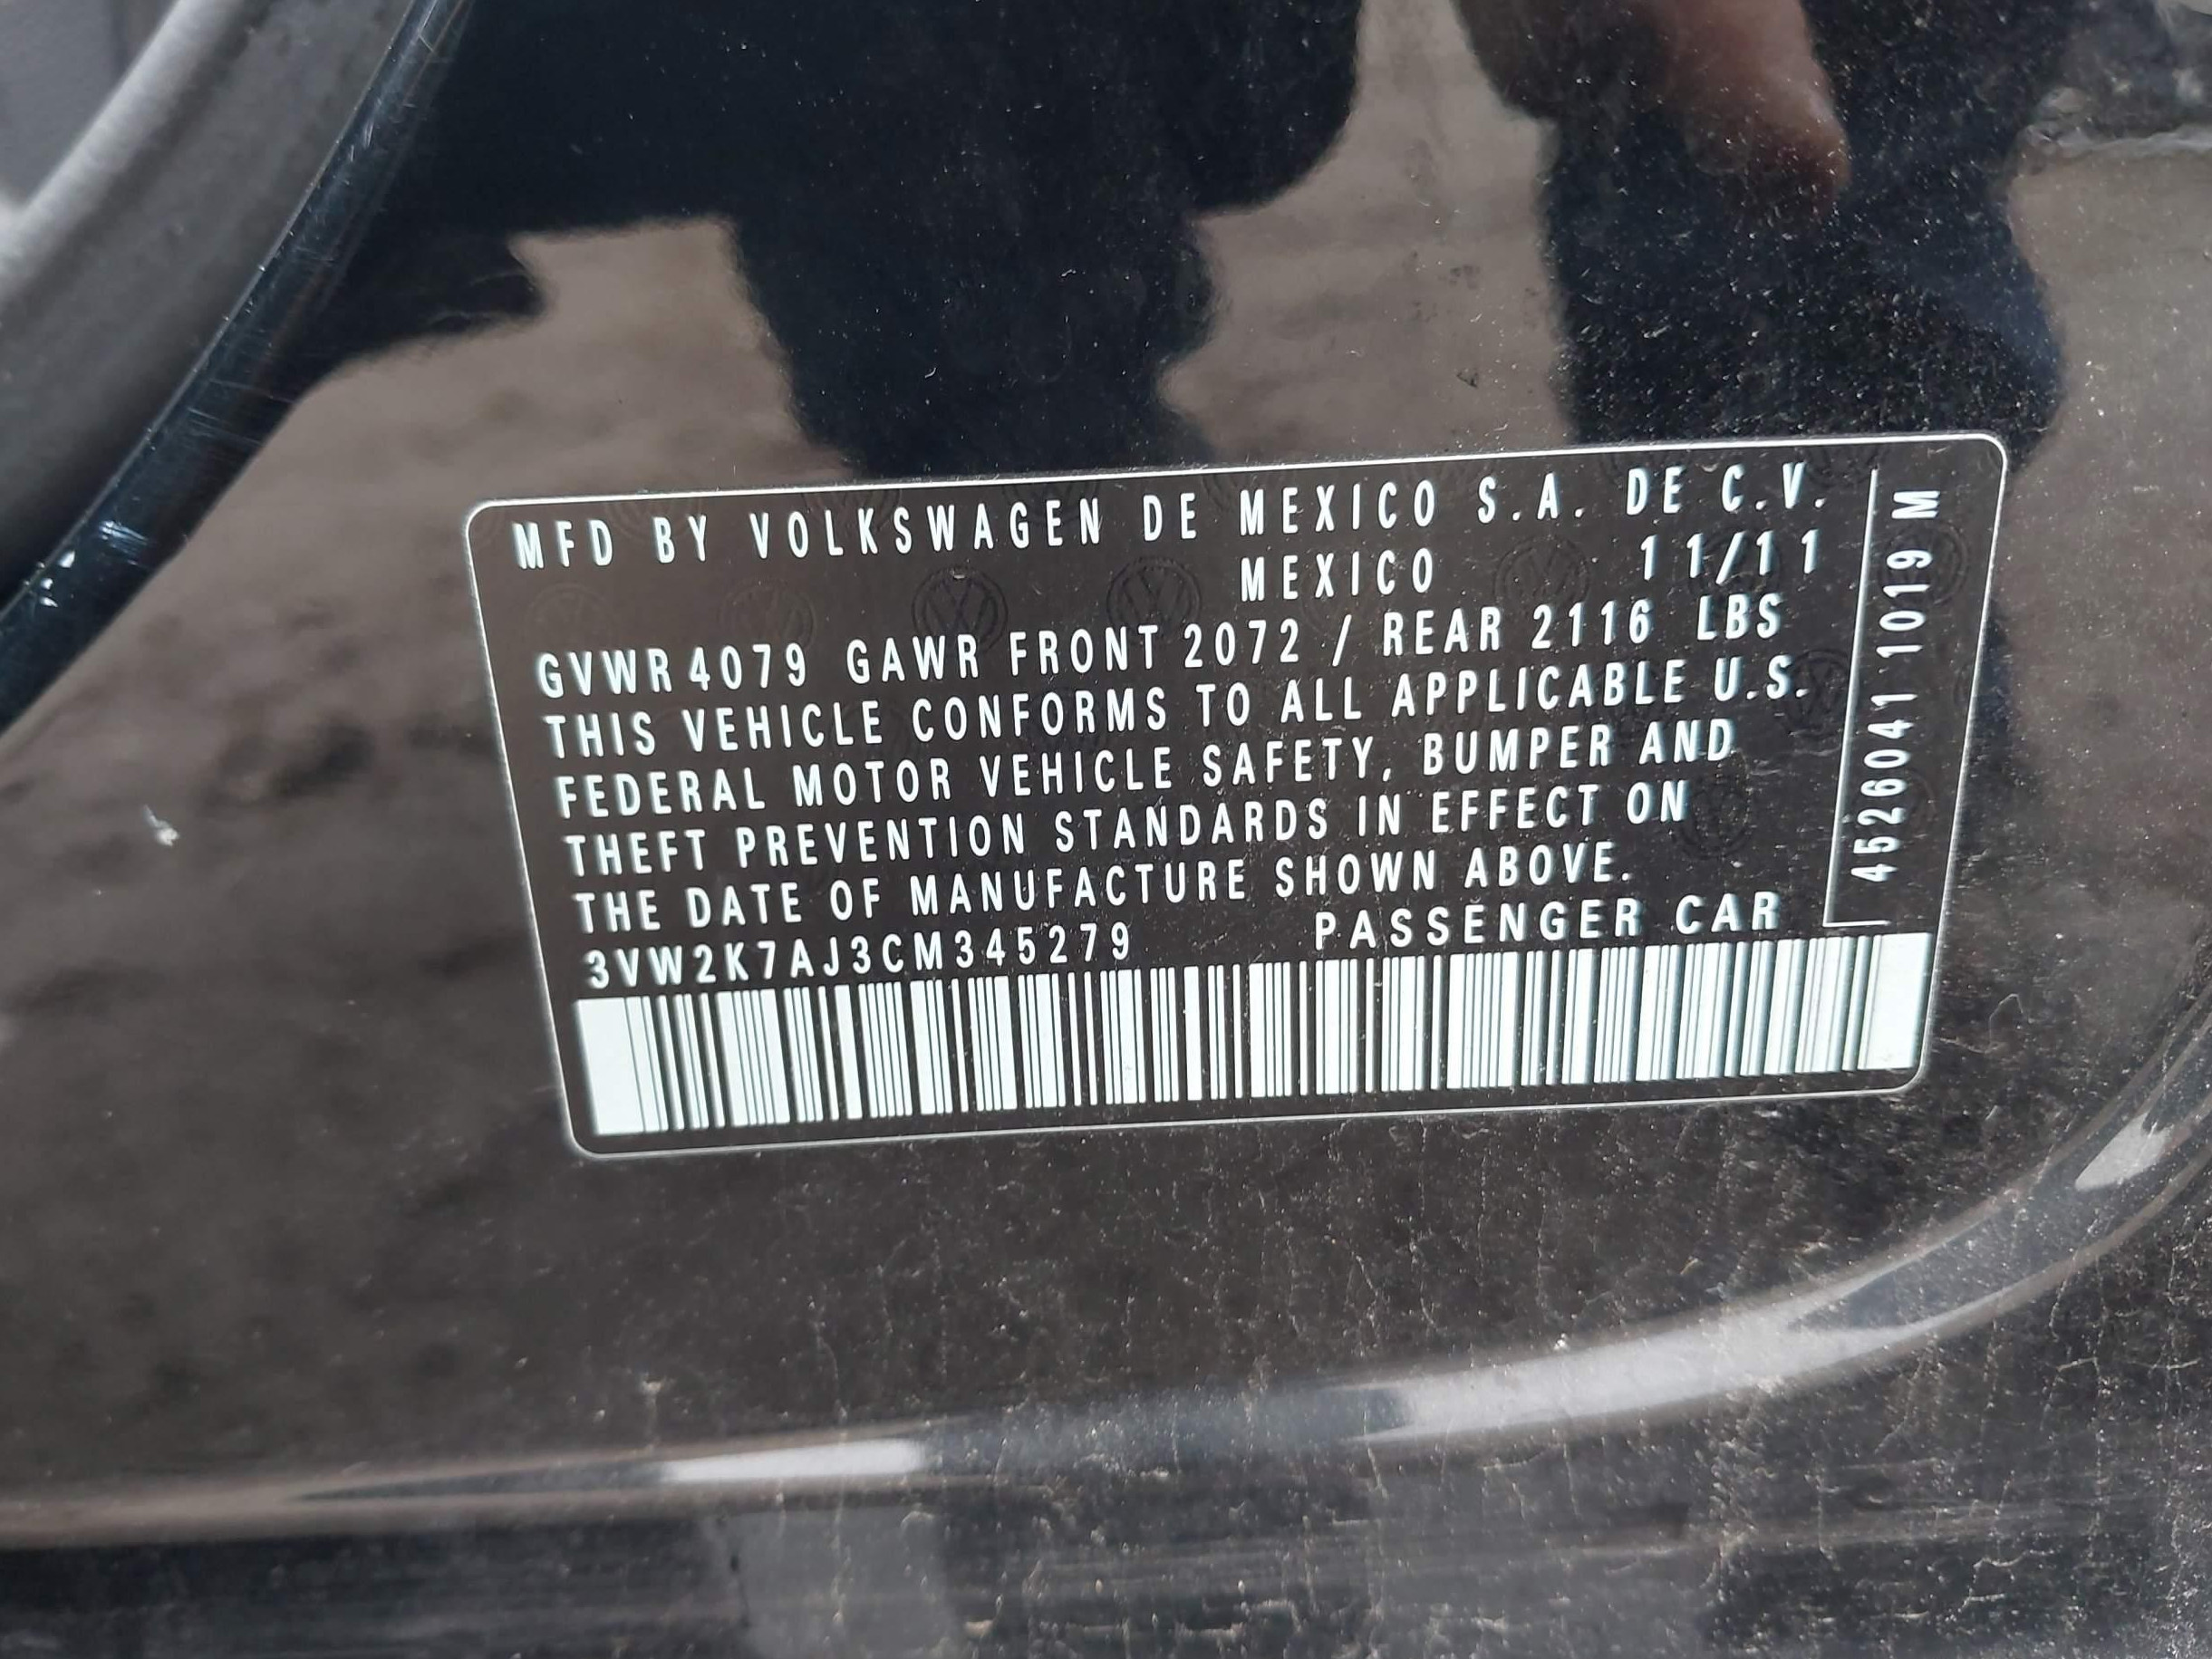 MFD BY VOLKSWAGEN DE MEXICO S.A. DE C.V.
MEXICO 11/11
GVWR 4079 GAWR FRONT 2072 / REAR 2116 LBS
THIS VEHICLE CONFORMS TO ALL APPLICABLE U.S.
FEDERAL MOTOR VEHICLE SAFETY, BUMPER AND
THEFT PREVENTION STANDARDS IN EFFECT ON
THE DATE OF MANUFACTURE SHOWN ABOVE.
3VW2K7AJ3CM345279 PASSENGER CAR
4526041 1019 M